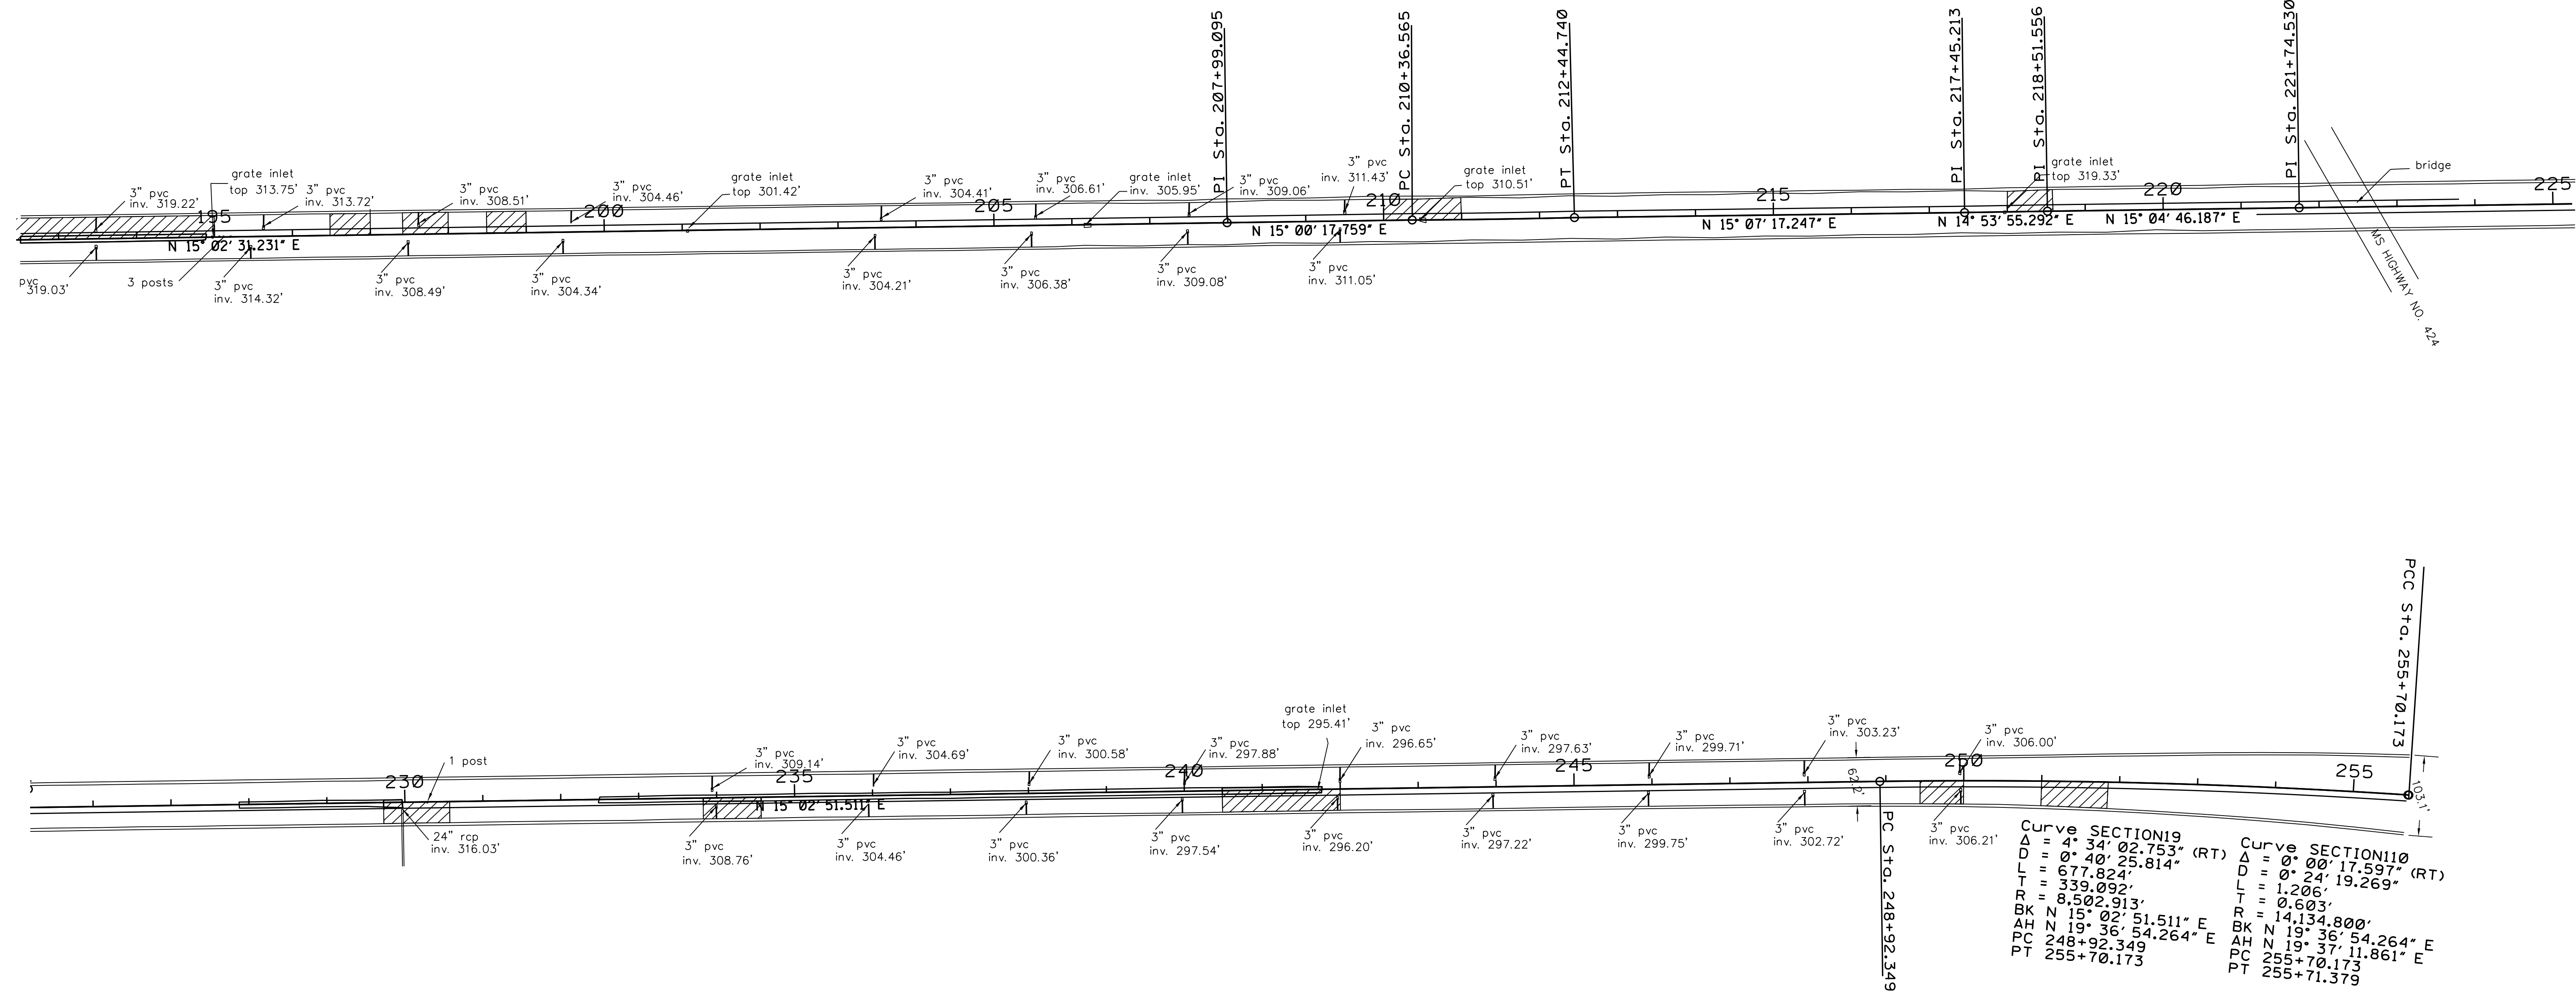 PI Sta. 207+99.095
PC Sta. 210+36.565
PT Sta. 212+44.740
PI Sta. 217+45.213
PI Sta. 218+51.556
PI Sta. 221+74.530
3" pvc
inv. 319.22'
grate inlet
top 313.75'
3" pvc
inv. 313.72'
3" pvc
inv. 308.51'
3" pvc
inv. 304.46'
grate inlet
top 301.42'
3" pvc
inv. 304.41'
3" pvc
inv. 306.61'
grate inlet
inv. 305.95'
3" pvc
inv. 309.06'
3" pvc
inv. 311.43'
grate inlet
top 310.51'
grate inlet
top 319.33'
bridge
195
200
205
210
215
220
225
N 15° 02' 31.231" E
N 15° 00' 17.759" E
N 15° 07' 17.247" E
N 14° 53' 55.292" E
N 15° 04' 46.187" E
MS HIGHWAY NO. 424
pvc
319.03'
3 posts
3" pvc
inv. 314.32'
3" pvc
inv. 308.49'
3" pvc
inv. 304.34'
3" pvc
inv. 304.21'
3" pvc
inv. 306.38'
3" pvc
inv. 309.08'
3" pvc
inv. 311.05'
PCC Sta. 255+70.173
1 post
3" pvc
inv. 309.14'
3" pvc
inv. 304.69'
3" pvc
inv. 300.58'
3" pvc
inv. 297.88'
grate inlet
top 295.41'
3" pvc
inv. 296.65'
3" pvc
inv. 297.63'
3" pvc
inv. 299.71'
3" pvc
inv. 303.23'
3" pvc
inv. 306.00'
230
235
240
245
250
255
N 15° 02' 51.511" E
62.2'
103.1'
24" rcp
inv. 316.03'
3" pvc
inv. 308.76'
3" pvc
inv. 304.46'
3" pvc
inv. 300.36'
3" pvc
inv. 297.54'
3" pvc
inv. 296.20'
3" pvc
inv. 297.22'
3" pvc
inv. 299.75'
3" pvc
inv. 302.72'
3" pvc
inv. 306.21'
PC Sta. 248+92.349
Curve SECTION19
Δ = 4° 34' 02.753" (RT)
D = 0° 40' 25.814"
L = 677.824'
T = 339.092'
R = 8,502.913'
BK N 15° 02' 51.511" E
AH N 19° 36' 54.264" E
PC 248+92.349
PT 255+70.173
Curve SECTION110
Δ = 0° 00' 17.597" (RT)
D = 0° 24' 19.269"
L = 1.206'
T = 0.603'
R = 14,134.800'
BK N 19° 36' 54.264" E
AH N 19° 37' 11.861" E
PC 255+70.173
PT 255+71.379